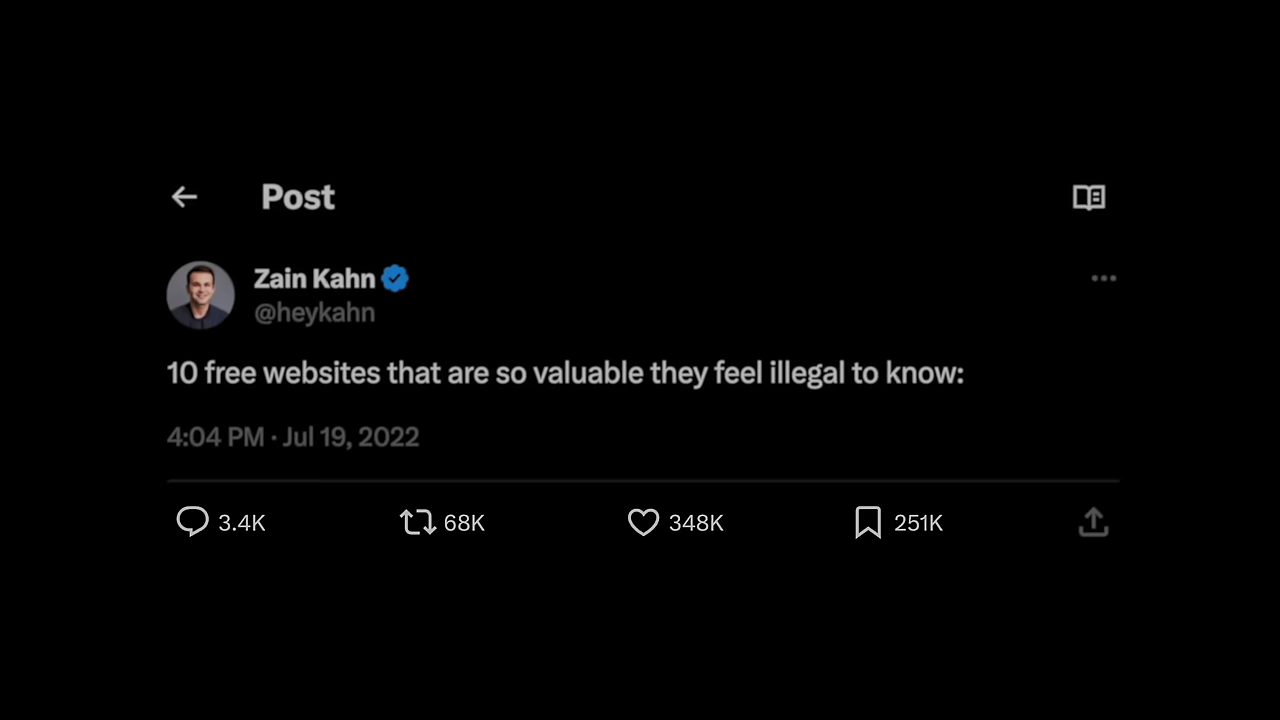 Post
Zain Kahn
@heykahn
10 free websites that are so valuable they feel illegal to know:
4:04 PM · Jul 19, 2022
3.4K 68K 348K 251K